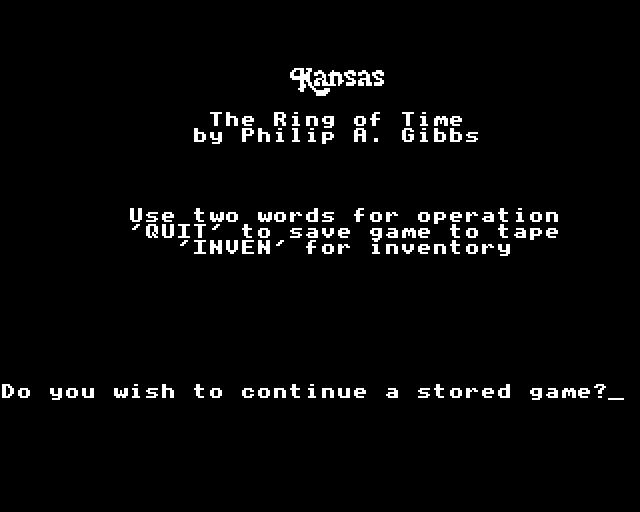 Kansas
The Ring of Time
by Philip A. Gibbs
Use two words for operation
'QUIT' to save game to tape
'INVEN' for inventory
Do you wish to continue a stored game?_